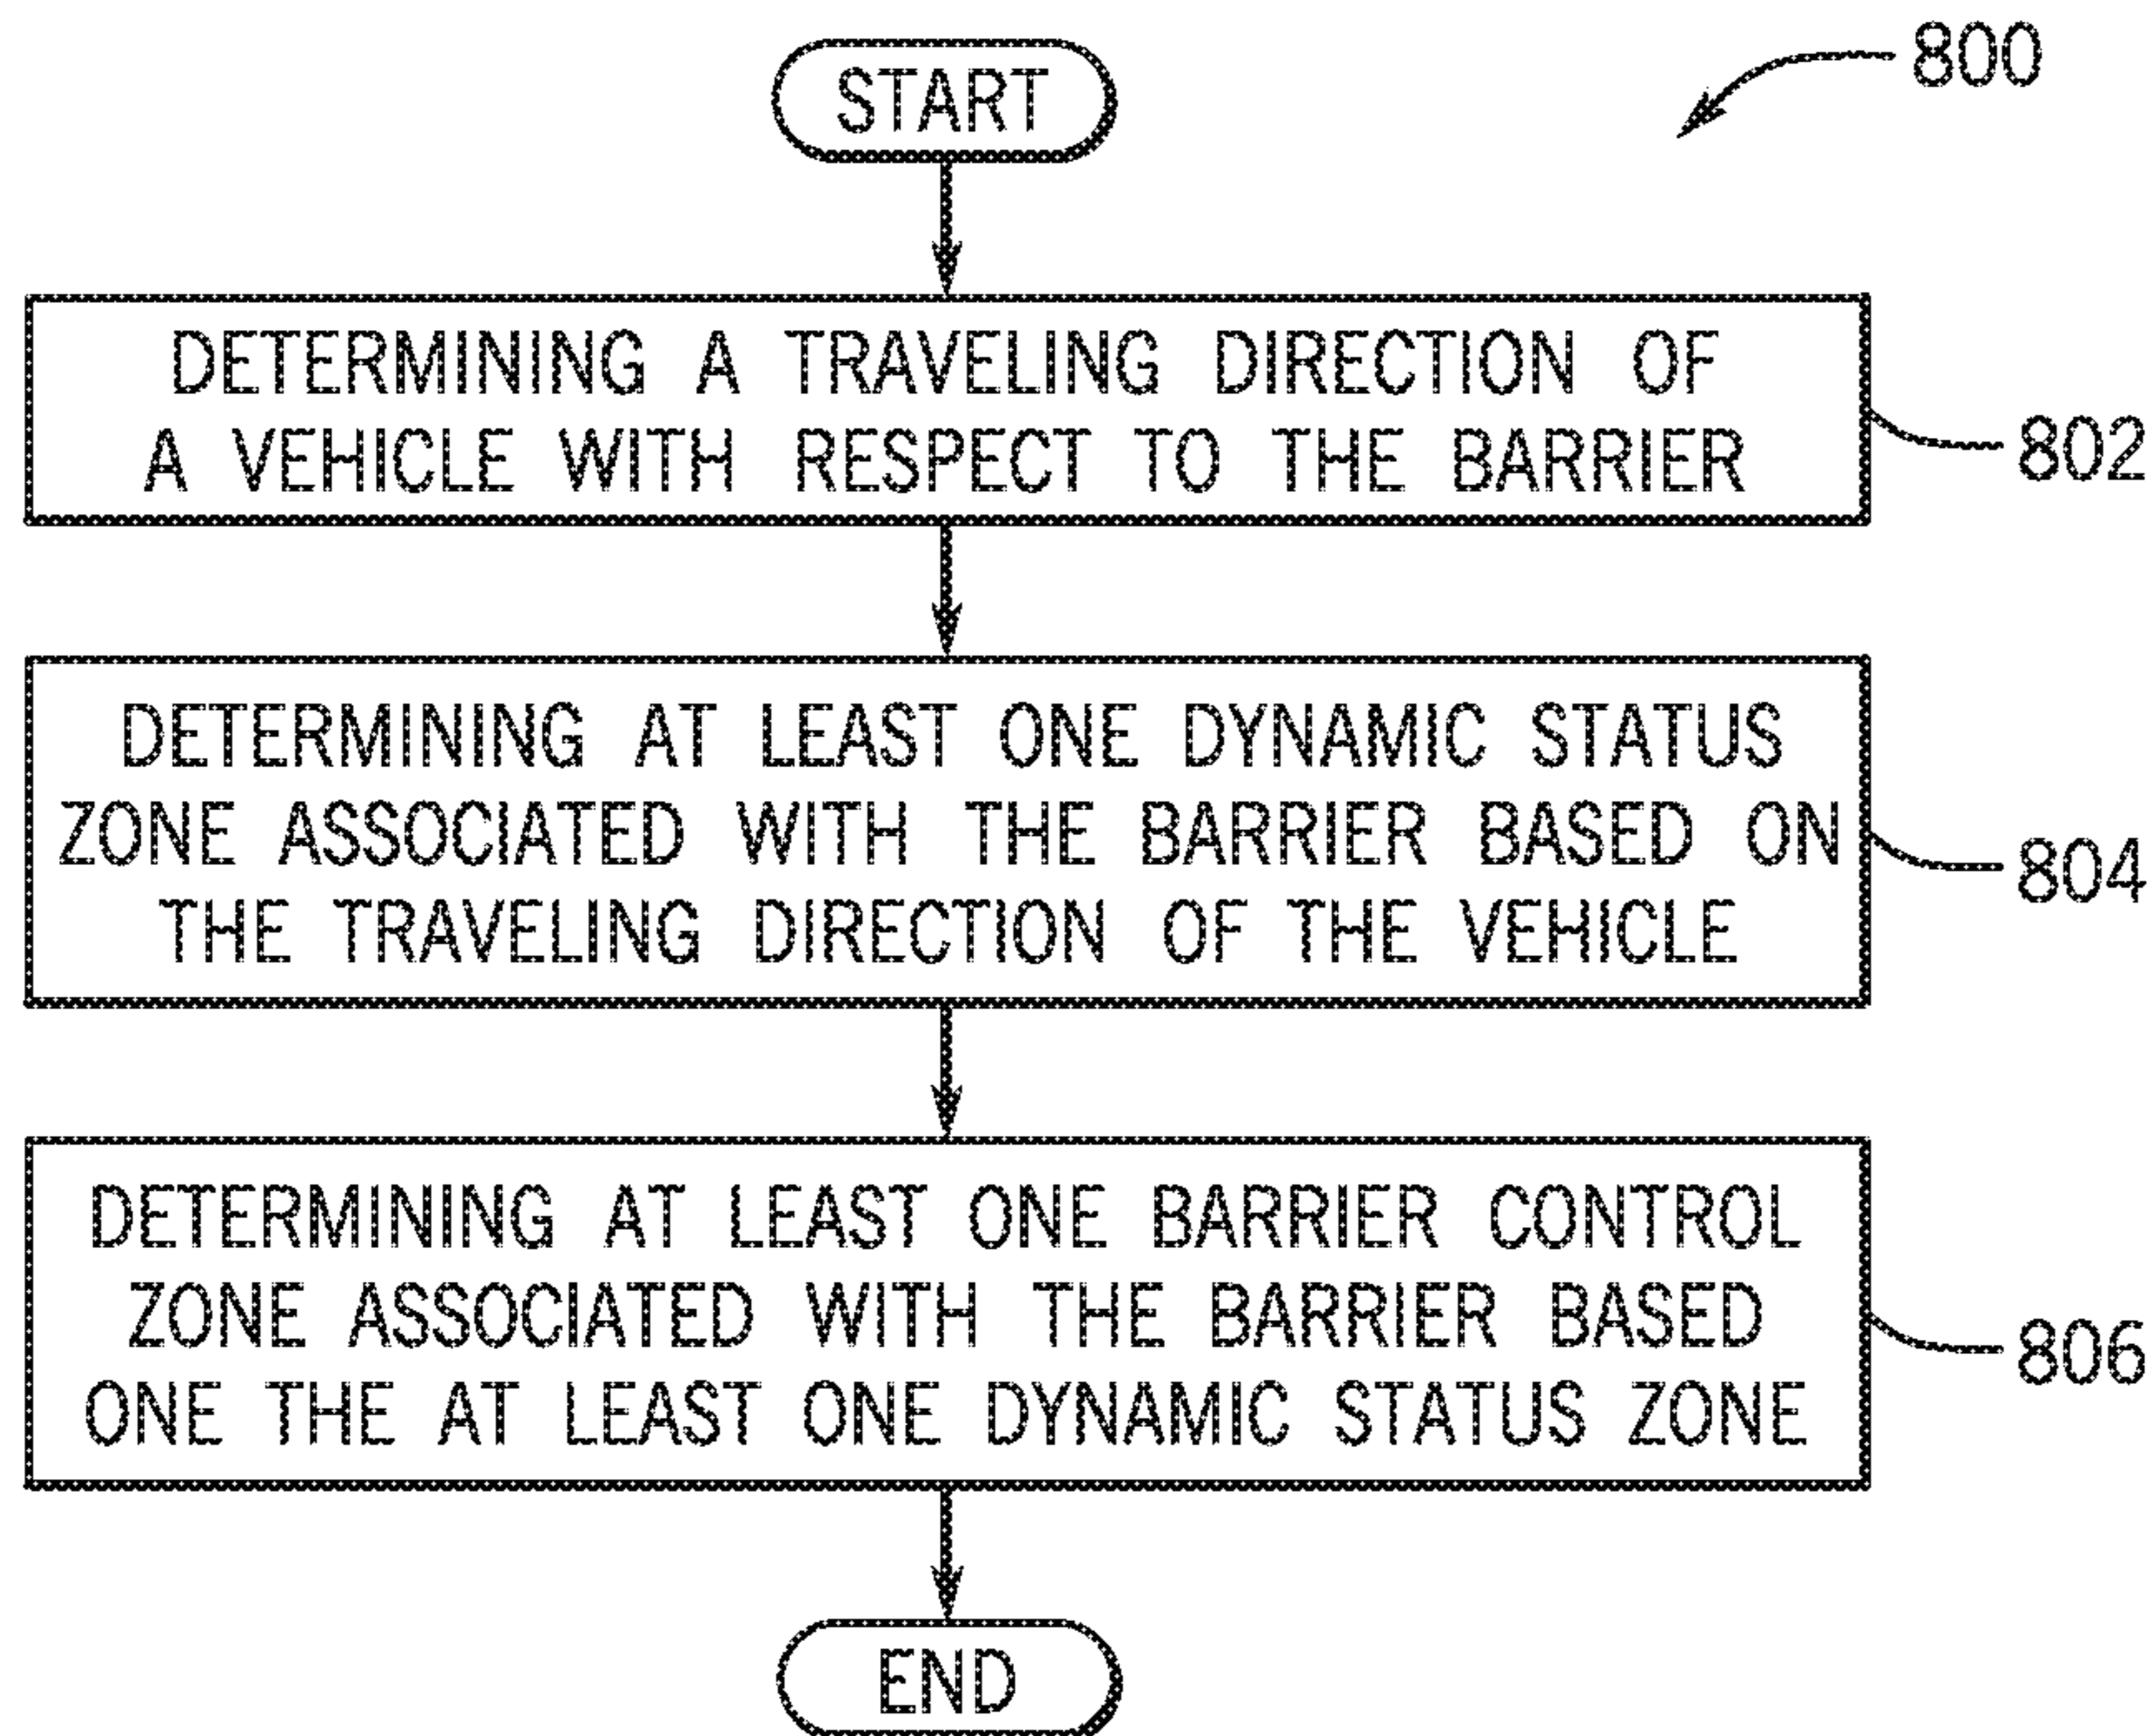 START
800
DETERMINING A TRAVELING DIRECTION OF
A VEHICLE WITH RESPECT TO THE BARRIER
802
DETERMINING AT LEAST ONE DYNAMIC STATUS
ZONE ASSOCIATED WITH THE BARRIER BASED ON
THE TRAVELING DIRECTION OF THE VEHICLE
804
DETERMINING AT LEAST ONE BARRIER CONTROL
ZONE ASSOCIATED WITH THE BARRIER BASED
ONE THE AT LEAST ONE DYNAMIC STATUS ZONE
806
END